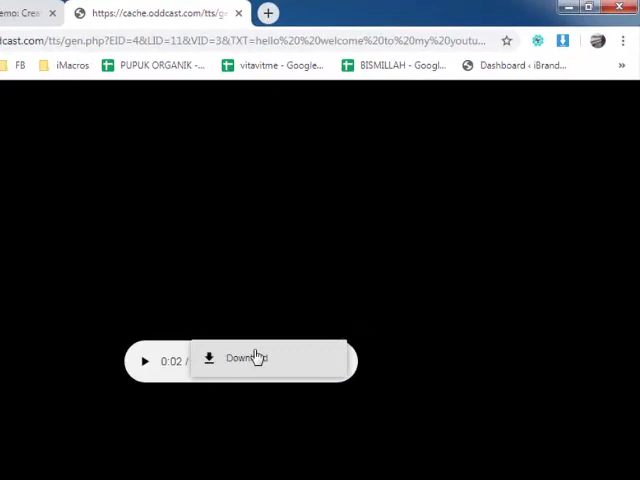 emo: Crea
https://cache.oddcast.com/tts/ge
dcast.com/tts/gen.php?EID=4&LID=11&VID=3&TXT=hello%20%20welcome%20to%20my%20youtu...
FB
iMacros
PUPUK ORGANIK -...
vitavitme - Google...
BISMILLAH - Googl...
Dashboard ‹ iBrand...
»
0:02 /
Download